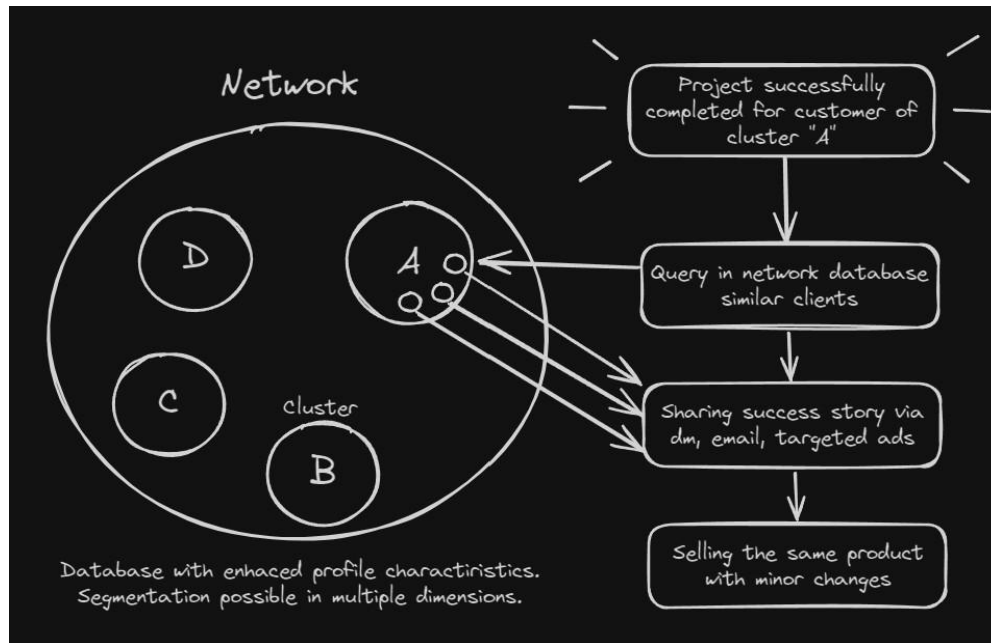 Network
Project successfully
completed for customer of
cluster "A"
D
A
Query in network database
similar clients
C
Cluster
B
Sharing success story via
dm, email, targeted ads
Selling the same product
with minor changes
Database with enhaced profile charactiristics.
Segmentation possible in multiple dimensions.